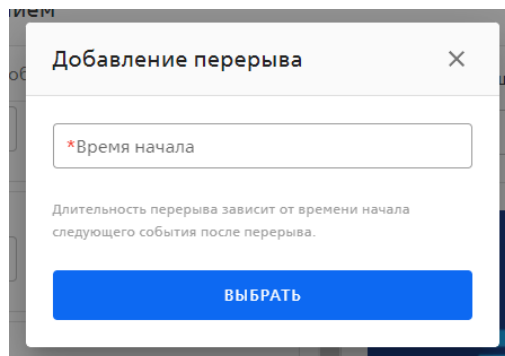 Добавление перерыва
*Время начала
Длительность перерыва зависит от времени начала
следующего события после перерыва.
ВЫБРАТЬ